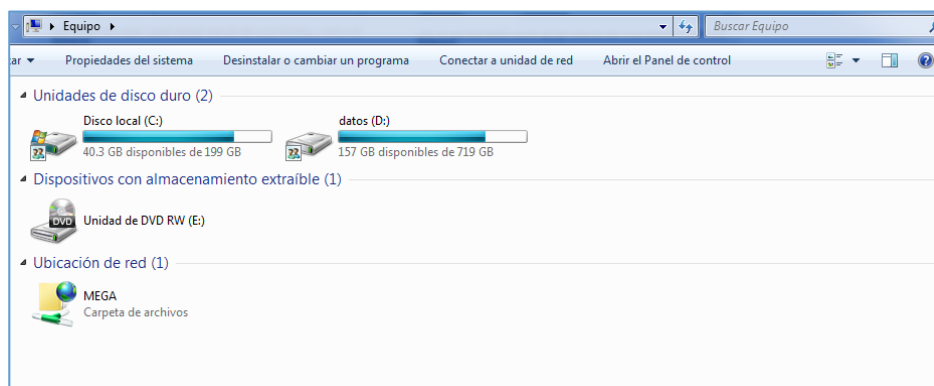 Equipo
Buscar Equipo
ar Propiedades del sistema Desinstalar o cambiar un programa Conectar a unidad de red Abrir el Panel de control
Unidades de disco duro (2)
Disco local (C:) datos (D:)
40.3 GB disponibles de 199 GB 157 GB disponibles de 719 GB
Dispositivos con almacenamiento extraíble (1)
DVD
Unidad de DVD RW (E:)
Ubicación de red (1)
MEGA
Carpeta de archivos